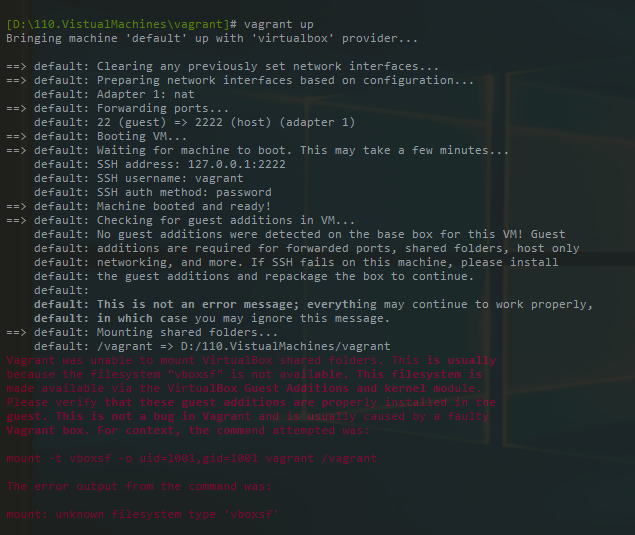 [D:\110.VistualMachines\vagrant]# vagrant up
Bringing machine 'default' up with 'virtualbox' provider...
==> default: Clearing any previously set network interfaces...
==> default: Preparing network interfaces based on configuration...
default: Adapter 1: nat
==> default: Forwarding ports...
default: 22 (guest) => 2222 (host) (adapter 1)
==> default: Booting VM...
==> default: Waiting for machine to boot. This may take a few minutes...
default: SSH address: 127.0.0.1:2222
default: SSH username: vagrant
default: SSH auth method: password
==> default: Machine booted and ready!
==> default: Checking for guest additions in VM...
default: No guest additions were detected on the base box for this VM! Guest
default: additions are required for forwarded ports, shared folders, host only
default: networking, and more. If SSH fails on this machine, please install
default: the guest additions and repackage the box to continue.
default:
default: This is not an error message; everything may continue to work properly,
default: in which case you may ignore this message.
==> default: Mounting shared folders...
default: /vagrant => D:/110.VistualMachines/vagrant
Vagrant was unable to mount VirtualBox shared folders. This is usually
because the filesystem "vboxsf" is not available. This filesystem is
made available via the VirtualBox Guest Additions and kernel module.
Please verify that these guest additions are properly installed in the
guest. This is not a bug in Vagrant and is usually caused by a faulty
Vagrant box. For context, the command attempted was:
mount -t vboxsf -o uid=1001,gid=1001 vagrant /vagrant
The error output from the command was:
mount: unknown filesystem type 'vboxsf'